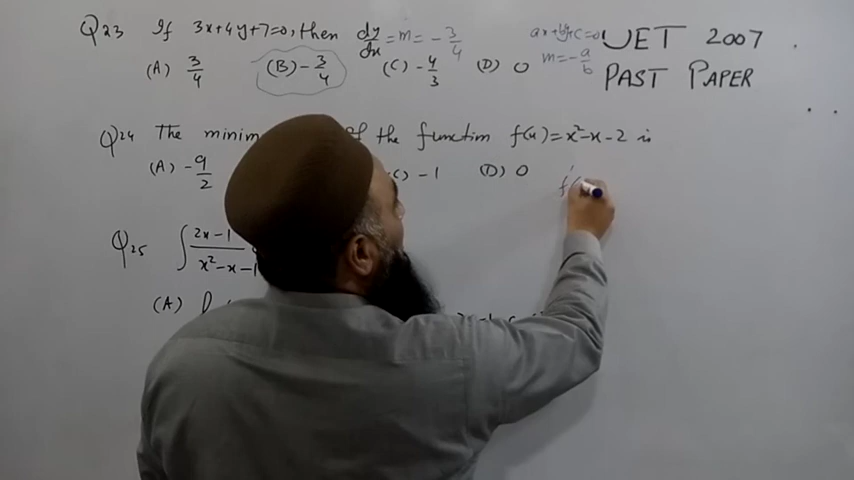 Q23 If 3x+4y+7=0, then dy/dx = m = -3/4
ax+by+c=0
m=-a/b
UET 2007
PAST PAPER
(A) 3/4 (B) -3/4 (C) -4/3 (D) 0
Q24 The minim of the function f(x)=x²-x-2 is
(A) -9/2 (C) -1 (D) 0
f'(
Q25 ∫ 2x-1 / x²-x-1
(A)